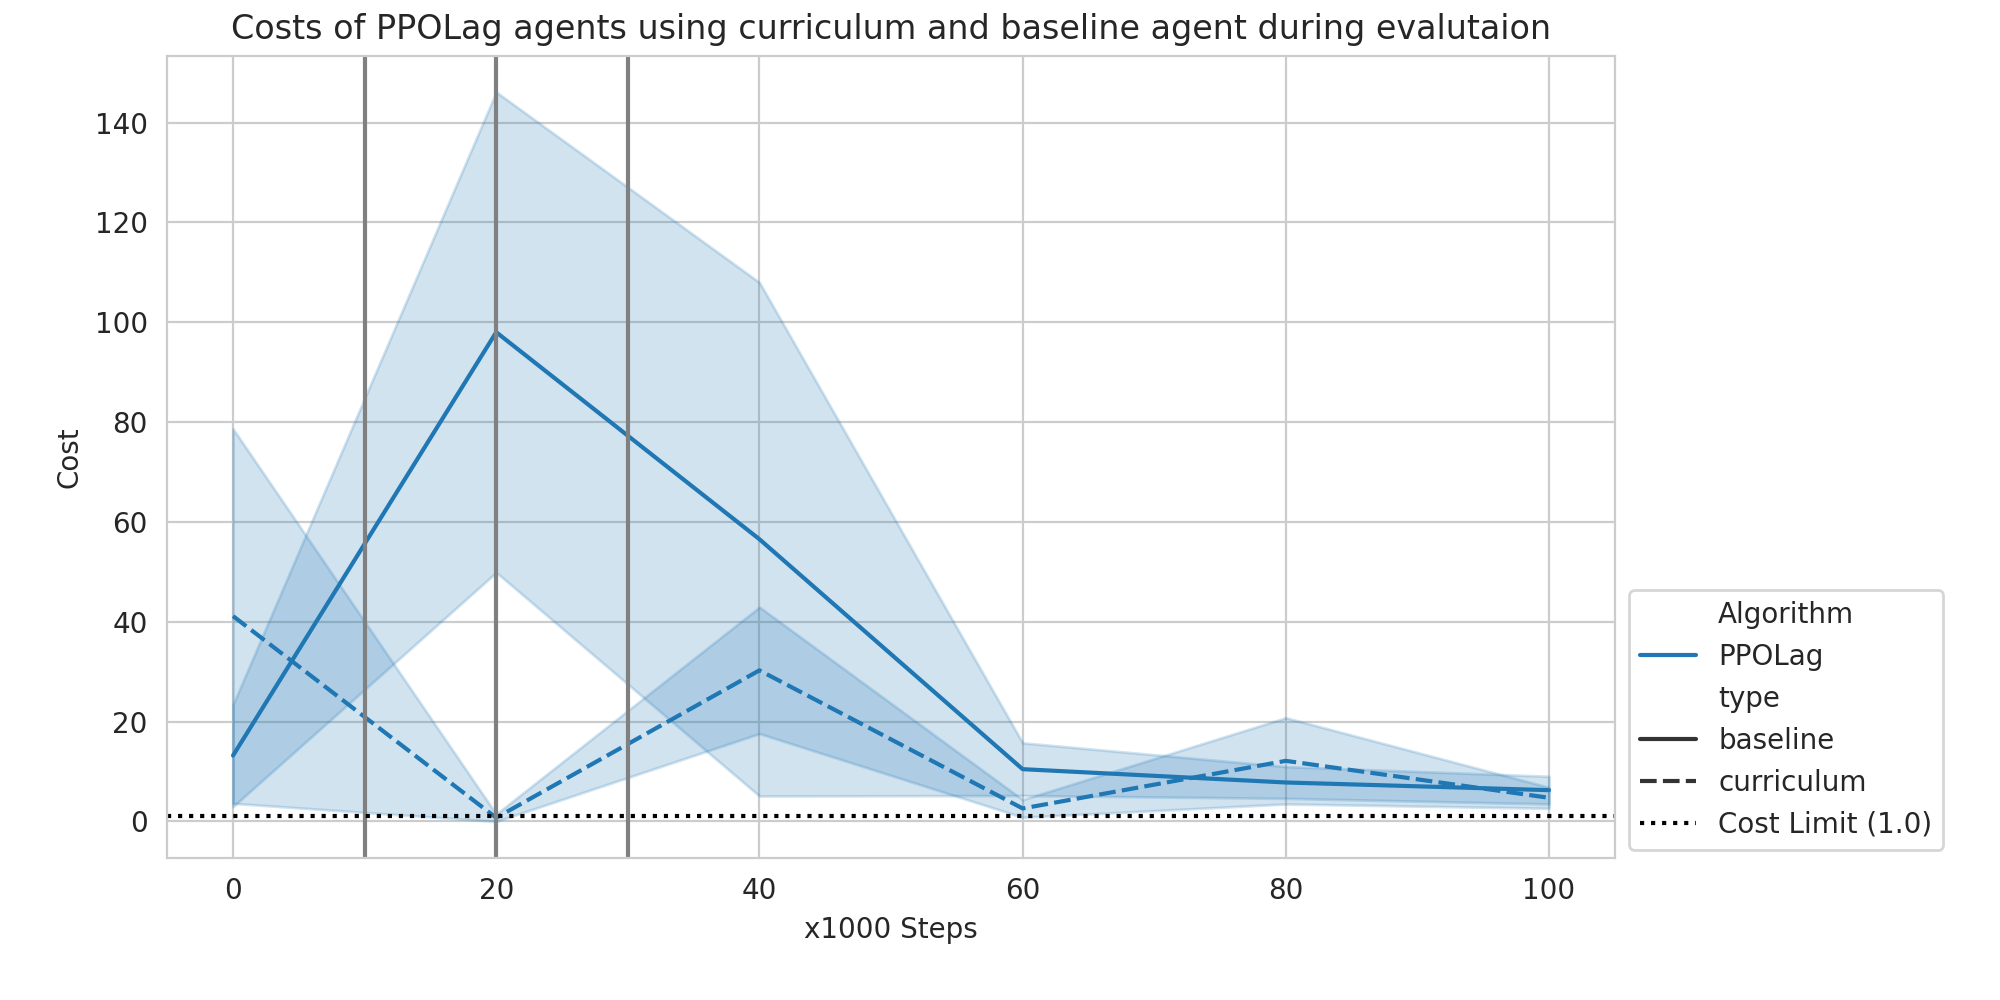 Costs of PPOLag agents using curriculum and baseline agent during evalutaion
140
120
100
80
60
40
20
0
Cost
0 20 40 60 80 100
x1000 Steps
Algorithm
PPOLag
type
baseline
curriculum
Cost Limit (1.0)